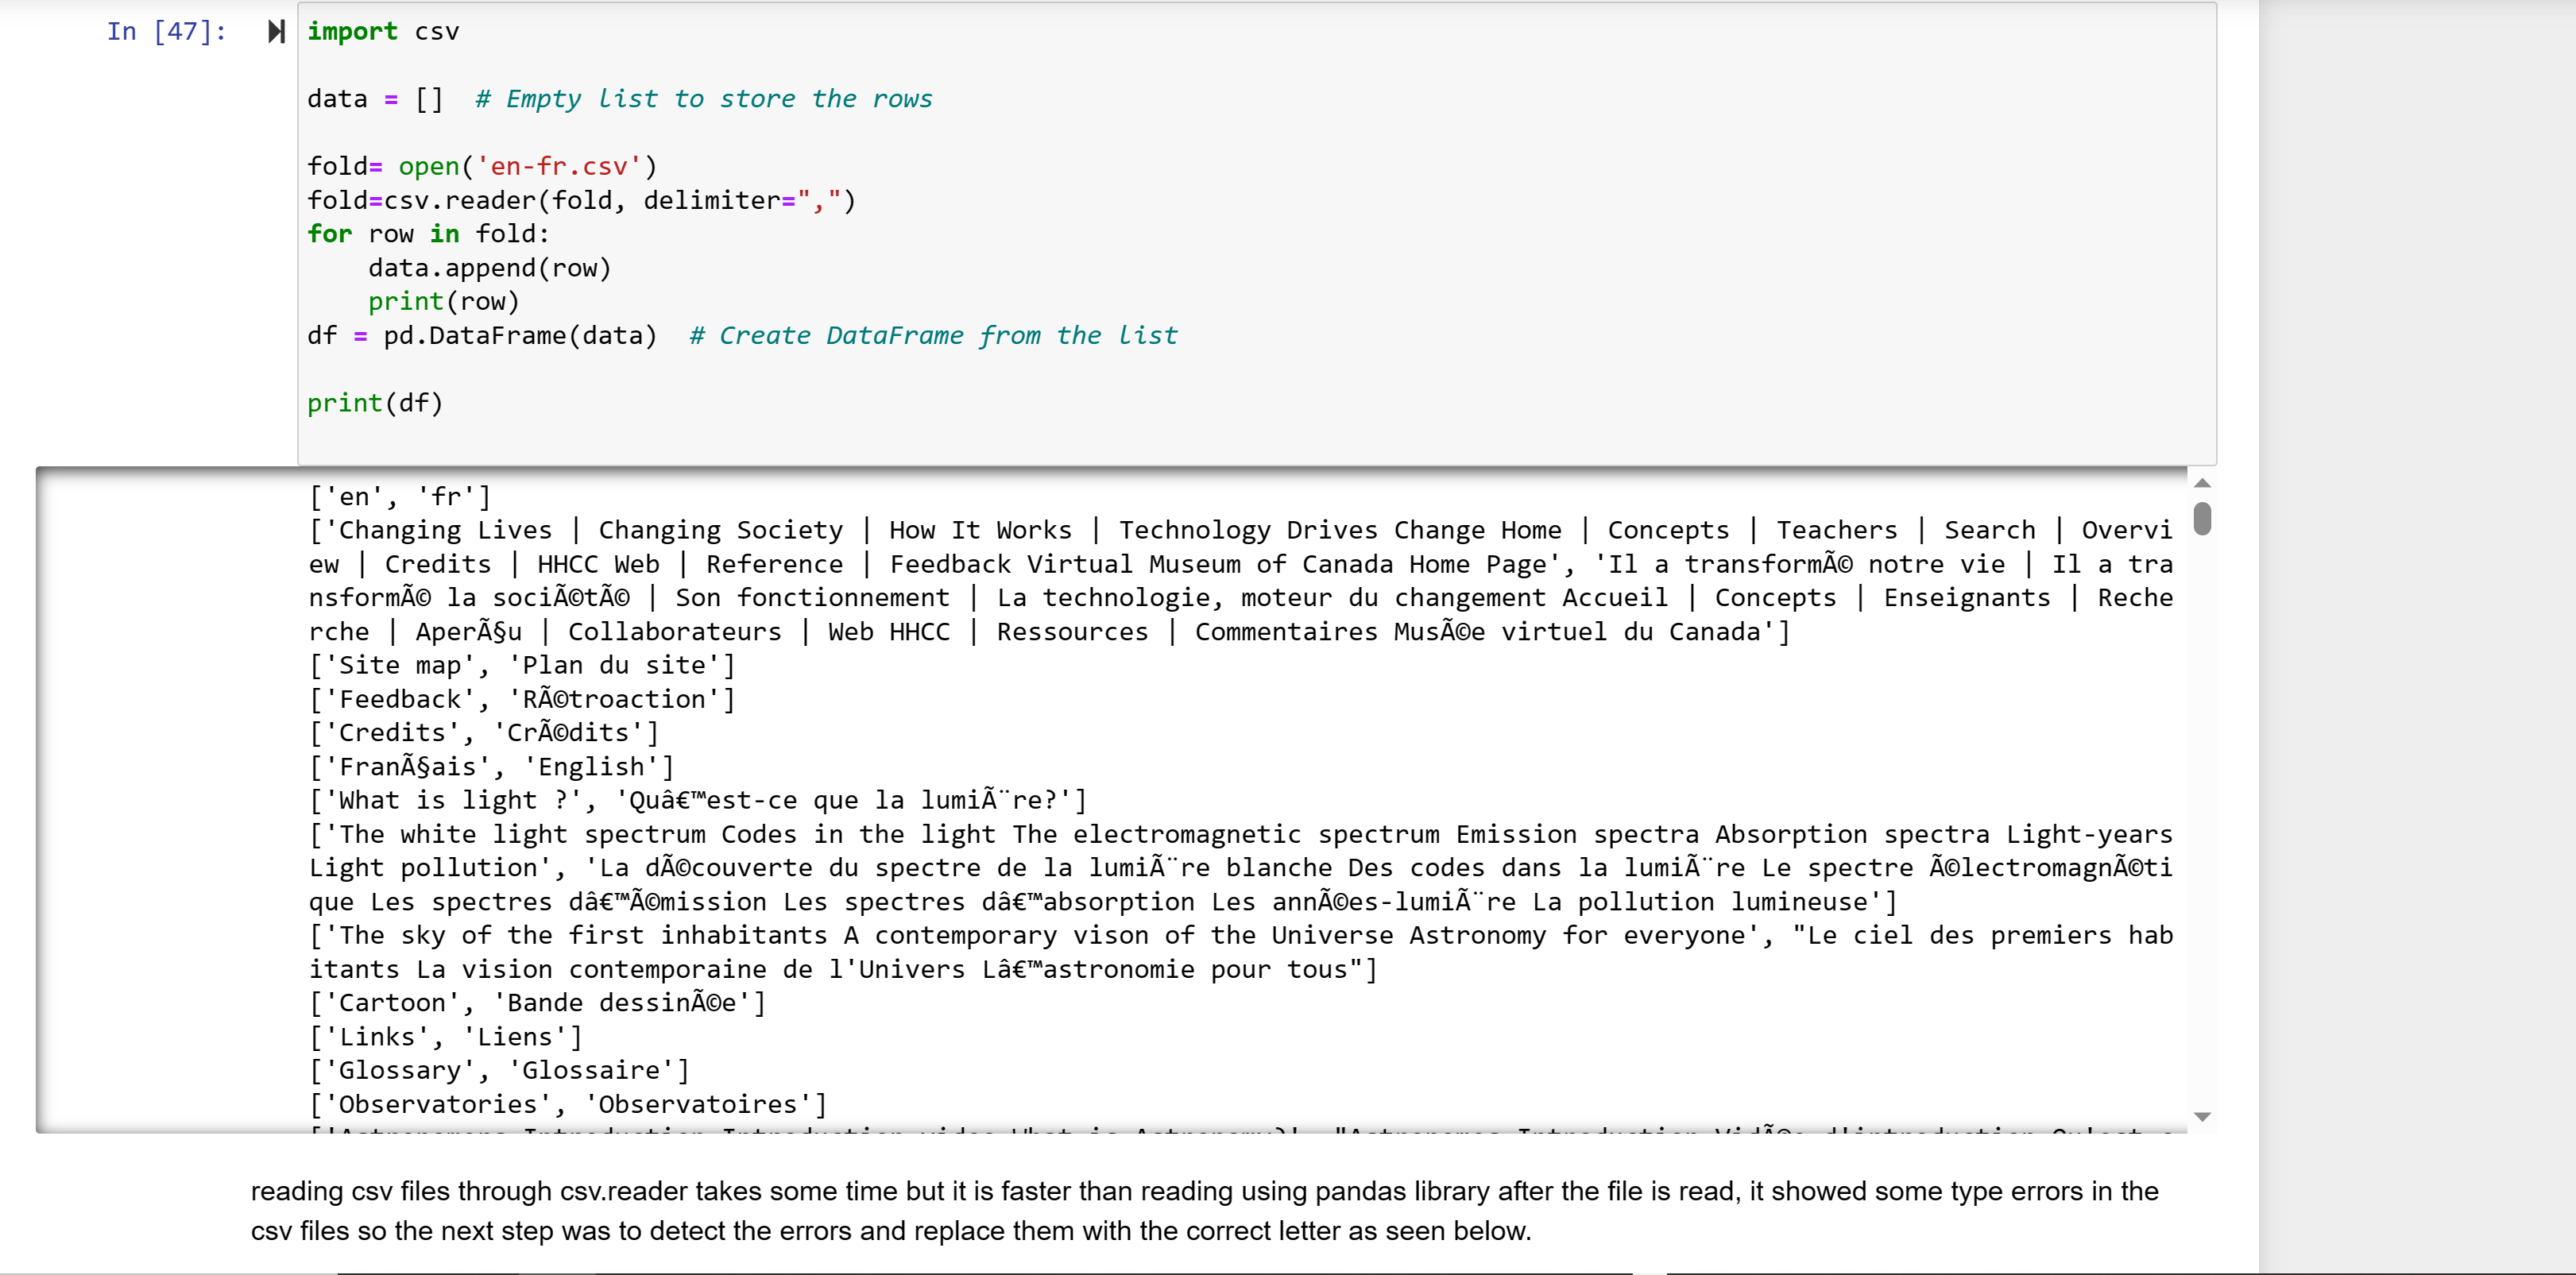 In [47]:
import csv
data = []  # Empty list to store the rows
fold= open('en-fr.csv')
fold=csv.reader(fold, delimiter=",")
for row in fold:
    data.append(row)
    print(row)
df = pd.DataFrame(data)  # Create DataFrame from the list
print(df)
['en', 'fr']
['Changing Lives | Changing Society | How It Works | Technology Drives Change Home | Concepts | Teachers | Search | Overvi
ew | Credits | HHCC Web | Reference | Feedback Virtual Museum of Canada Home Page', 'Il a transformÃ© notre vie | Il a tra
nsformÃ© la sociÃ©tÃ© | Son fonctionnement | La technologie, moteur du changement Accueil | Concepts | Enseignants | Reche
rche | AperÃ§u | Collaborateurs | Web HHCC | Ressources | Commentaires MusÃ©e virtuel du Canada']
['Site map', 'Plan du site']
['Feedback', 'RÃ©troaction']
['Credits', 'CrÃ©dits']
['FranÃ§ais', 'English']
['What is light ?', 'Quâ€™est-ce que la lumiÃ¨re?']
['The white light spectrum Codes in the light The electromagnetic spectrum Emission spectra Absorption spectra Light-years
Light pollution', 'La dÃ©couverte du spectre de la lumiÃ¨re blanche Des codes dans la lumiÃ¨re Le spectre Ã©lectromagnÃ©ti
que Les spectres dâ€™Ã©mission Les spectres dâ€™absorption Les annÃ©es-lumiÃ¨re La pollution lumineuse']
['The sky of the first inhabitants A contemporary vison of the Universe Astronomy for everyone', "Le ciel des premiers hab
itants La vision contemporaine de l'Univers Lâ€™astronomie pour tous"]
['Cartoon', 'Bande dessinÃ©e']
['Links', 'Liens']
['Glossary', 'Glossaire']
['Observatories', 'Observatoires']
reading csv files through csv.reader takes some time but it is faster than reading using pandas library after the file is read, it showed some type errors in the
csv files so the next step was to detect the errors and replace them with the correct letter as seen below.